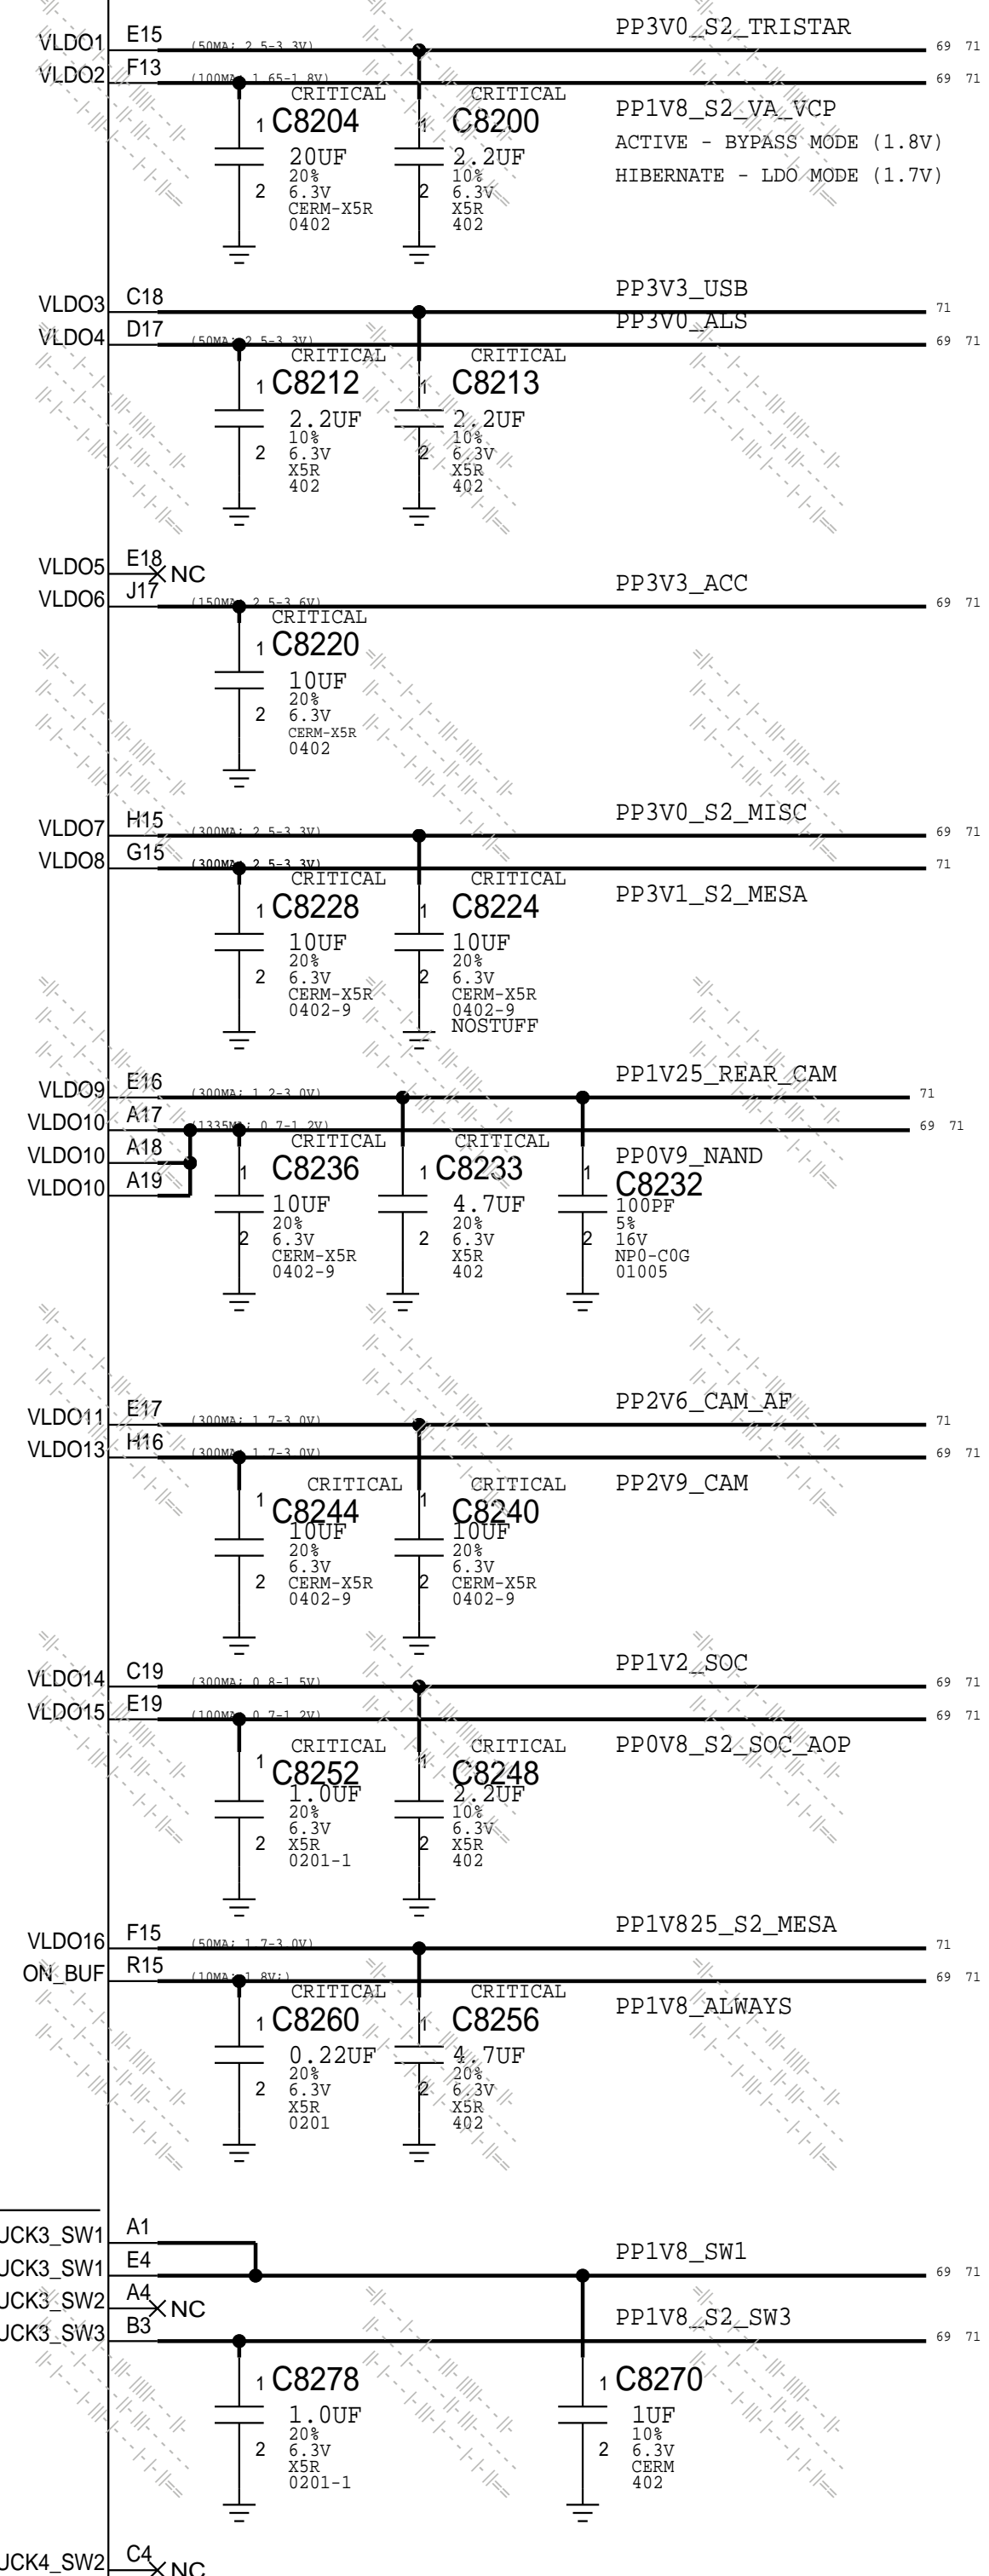 VLDO1 E15 (50MA; 2.5-3.3V) PP3V0_S2_TRISTAR 69 71
VLDO2 F13 (100MA; 1.65-1.8V) 69 71
PP1V8_S2_VA_VCP
ACTIVE - BYPASS MODE (1.8V)
HIBERNATE - LDO MODE (1.7V)
CRITICAL
1 C8204
20UF
20%
2 6.3V
CERM-X5R
0402
CRITICAL
1 C8200
2.2UF
10%
6.3V
X5R
402
VLDO3 C18 PP3V3_USB 71
VLDO4 D17 (50MA; 2.5-3.3V) PP3V0_ALS 69 71
CRITICAL
1 C8212
2.2UF
10%
2 6.3V
X5R
402
CRITICAL
1 C8213
2.2UF
10%
2 6.3V
X5R
402
VLDO5 E18 NC
VLDO6 J17 (150MA; 2.5-3.6V) PP3V3_ACC 69 71
CRITICAL
1 C8220
10UF
20%
2 6.3V
CERM-X5R
0402
VLDO7 H15 (300MA; 2.5-3.3V) PP3V0_S2_MISC 69 71
VLDO8 G15 (300MA; 2.5-3.3V) 71
PP3V1_S2_MESA
CRITICAL
1 C8228
10UF
20%
2 6.3V
CERM-X5R
0402-9
CRITICAL
1 C8224
10UF
20%
2 6.3V
CERM-X5R
0402-9
NOSTUFF
VLDO9 E16 (300MA; 1.2-3.0V) PP1V25_REAR_CAM 71
VLDO10 A17 (1335MA; 0.7-1.2V) 69 71
VLDO10 A18 PP0V9_NAND
VLDO10 A19
CRITICAL
1 C8236
10UF
20%
2 6.3V
CERM-X5R
0402-9
CRITICAL
1 C8233
4.7UF
20%
2 6.3V
X5R
402
1 C8232
100PF
5%
2 16V
NP0-C0G
01005
VLDO11 E17 (300MA; 1.7-3.0V) PP2V6_CAM_AF 71
VLDO13 H16 (300MA; 1.7-3.0V) 69 71
PP2V9_CAM
CRITICAL
1 C8244
10UF
20%
6.3V
2 CERM-X5R
0402-9
CRITICAL
1 C8240
10UF
20%
6.3V
2 CERM-X5R
0402-9
VLDO14 C19 (300MA; 0.8-1.5V) PP1V2_SOC 69 71
VLDO15 E19 (100MA; 0.7-1.2V) 69 71
PP0V8_S2_SOC_AOP
CRITICAL
1 C8252
1.0UF
20%
6.3V
2 X5R
0201-1
CRITICAL
1 C8248
2.2UF
10%
6.3V
2 X5R
402
VLDO16 F15 (50MA; 1.7-3.0V) PP1V825_S2_MESA 71
ON_BUF R15 (10MA; 1.8V;) 69 71
PP1V8_ALWAYS
CRITICAL
1 C8260
0.22UF
20%
2 6.3V
X5R
0201
CRITICAL
1 C8256
4.7UF
20%
2 6.3V
X5R
402
UCK3_SW1 A1
UCK3_SW1 E4 PP1V8_SW1 69 71
UCK3_SW2 A4 NC
UCK3_SW3 B3 PP1V8_S2_SW3 69 71
1 C8278
1.0UF
20%
2 6.3V
X5R
0201-1
1 C8270
1UF
10%
2 6.3V
CERM
402
UCK4_SW2 C4 NC